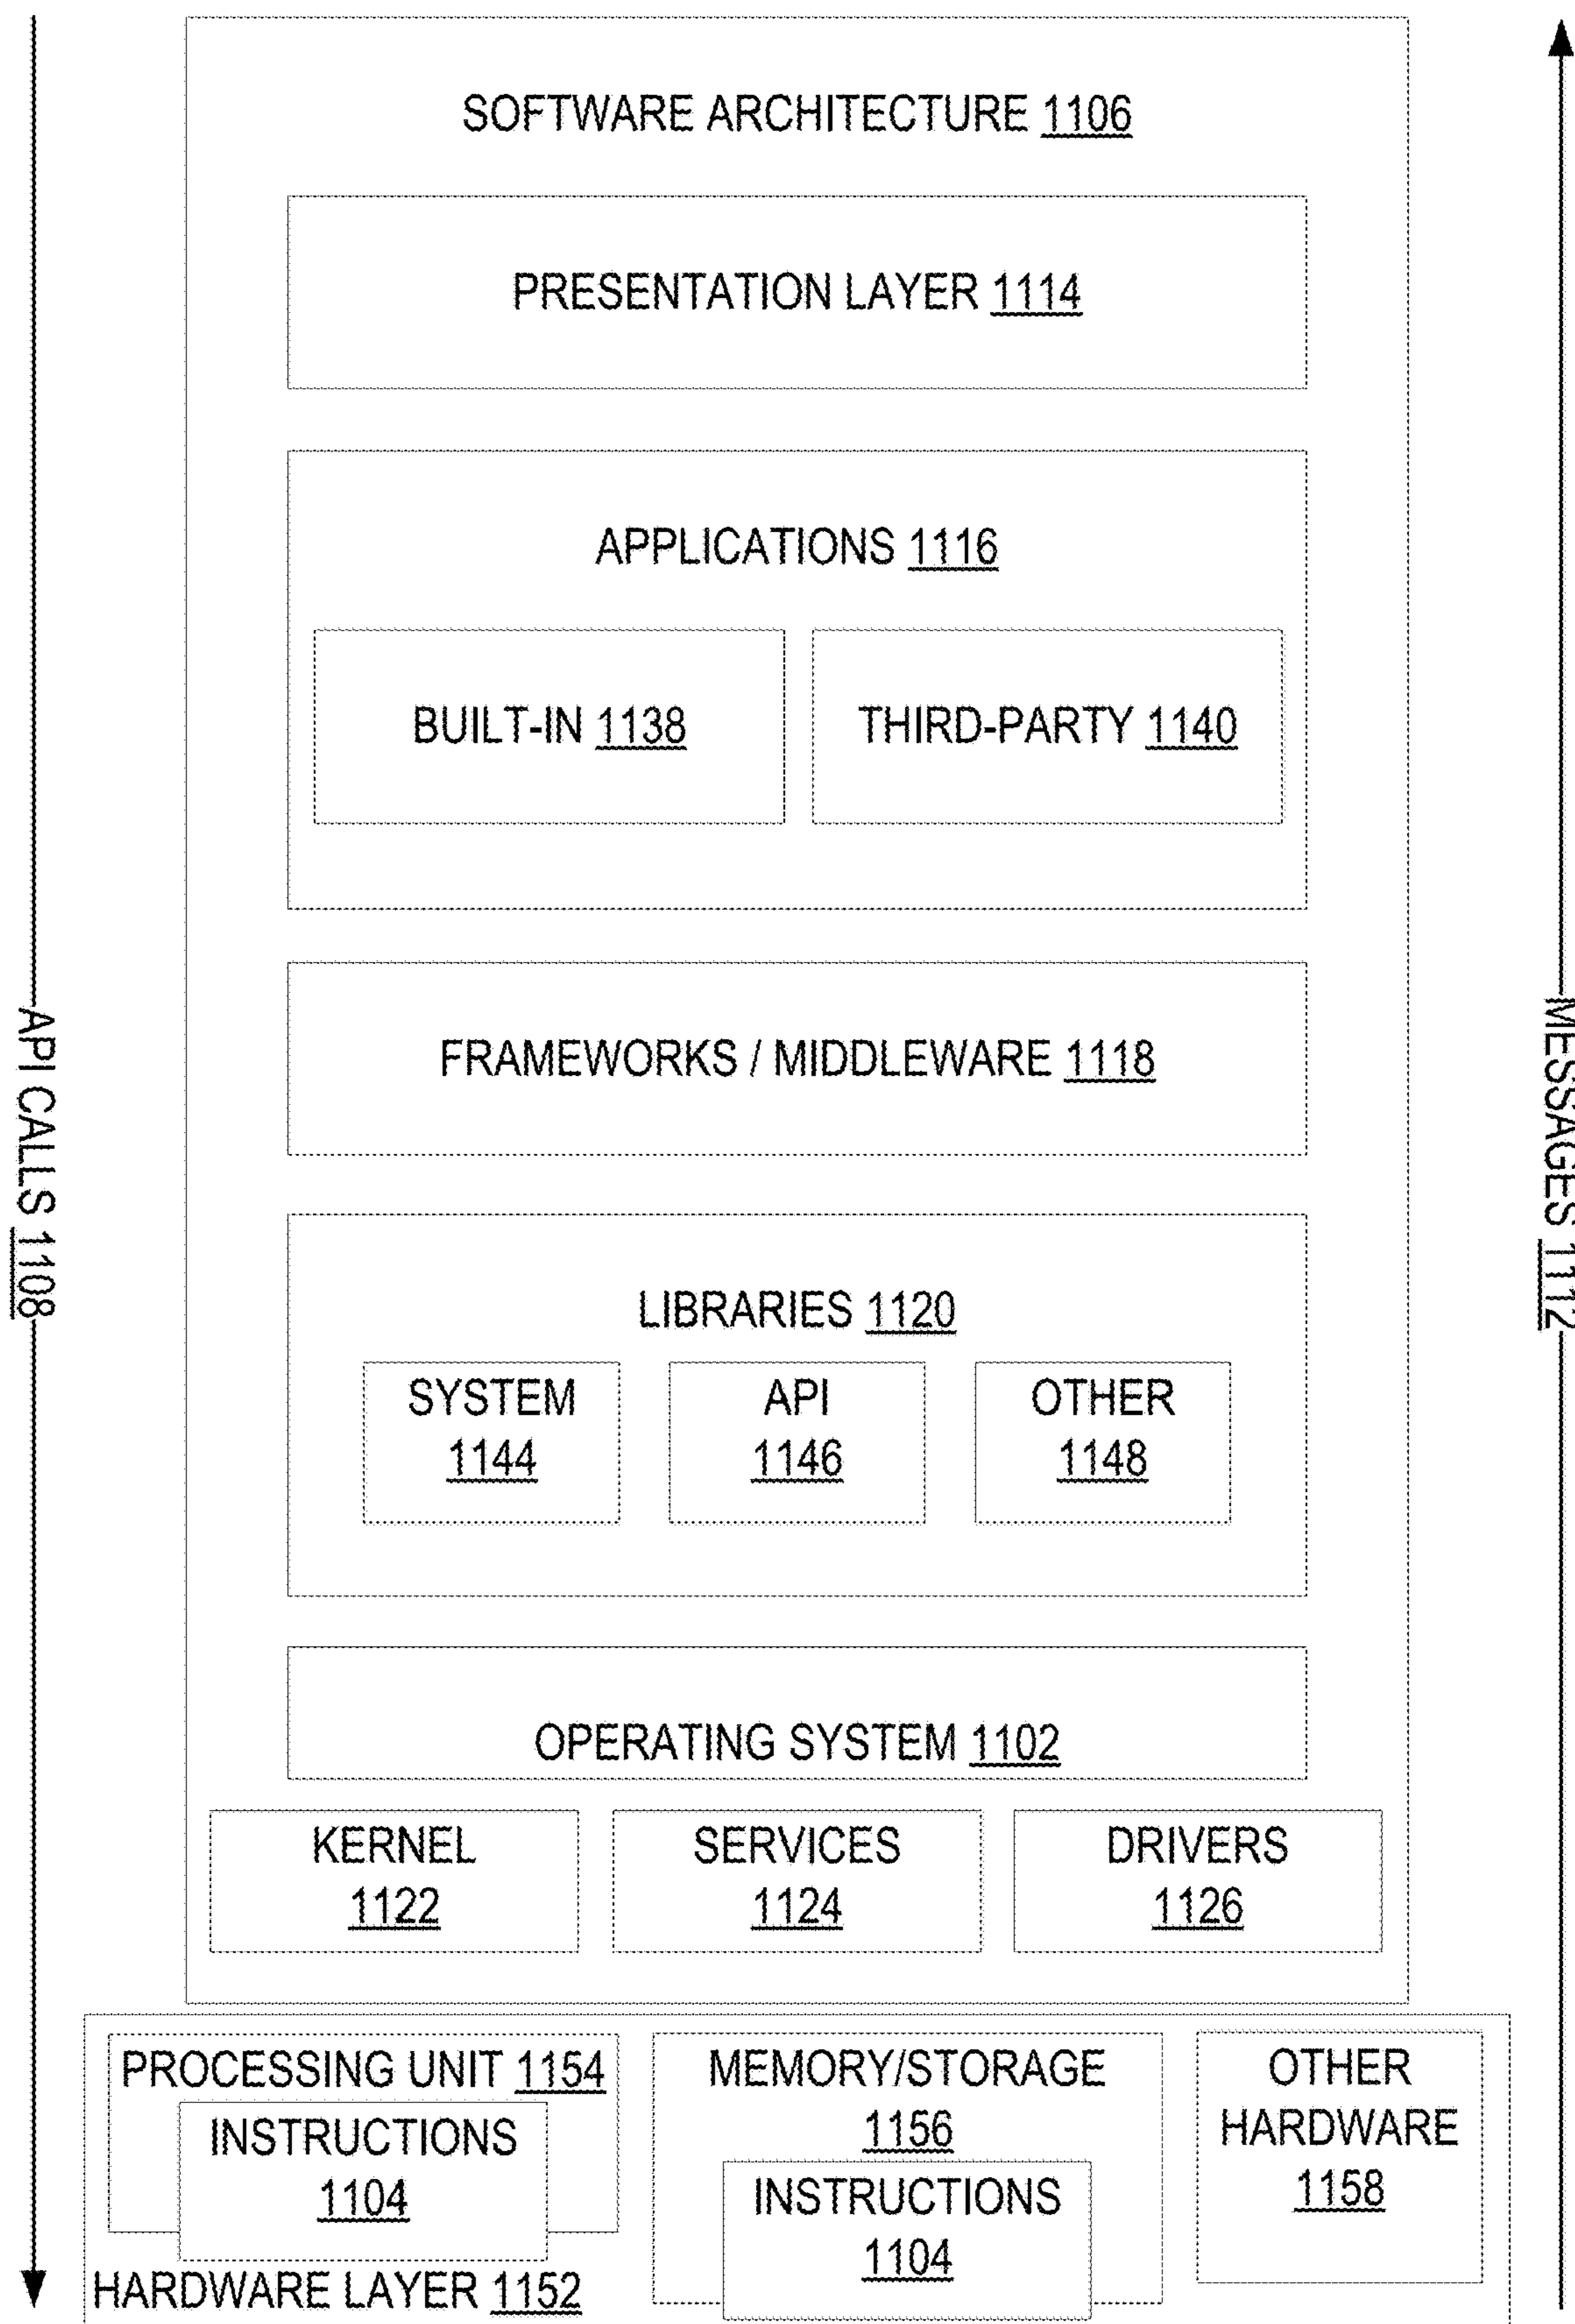 SOFTWARE ARCHITECTURE 1106
PRESENTATION LAYER 1114
APPLICATIONS 1116
BUILT-IN 1138
THIRD-PARTY 1140
FRAMEWORKS / MIDDLEWARE 1118
LIBRARIES 1120
SYSTEM
1144
API
1146
OTHER
1148
OPERATING SYSTEM 1102
KERNEL
1122
SERVICES
1124
DRIVERS
1126
PROCESSING UNIT 1154
INSTRUCTIONS
1104
MEMORY/STORAGE
1156
INSTRUCTIONS
1104
OTHER
HARDWARE
1158
HARDWARE LAYER 1152
API CALLS 1108
MESSAGES 1112